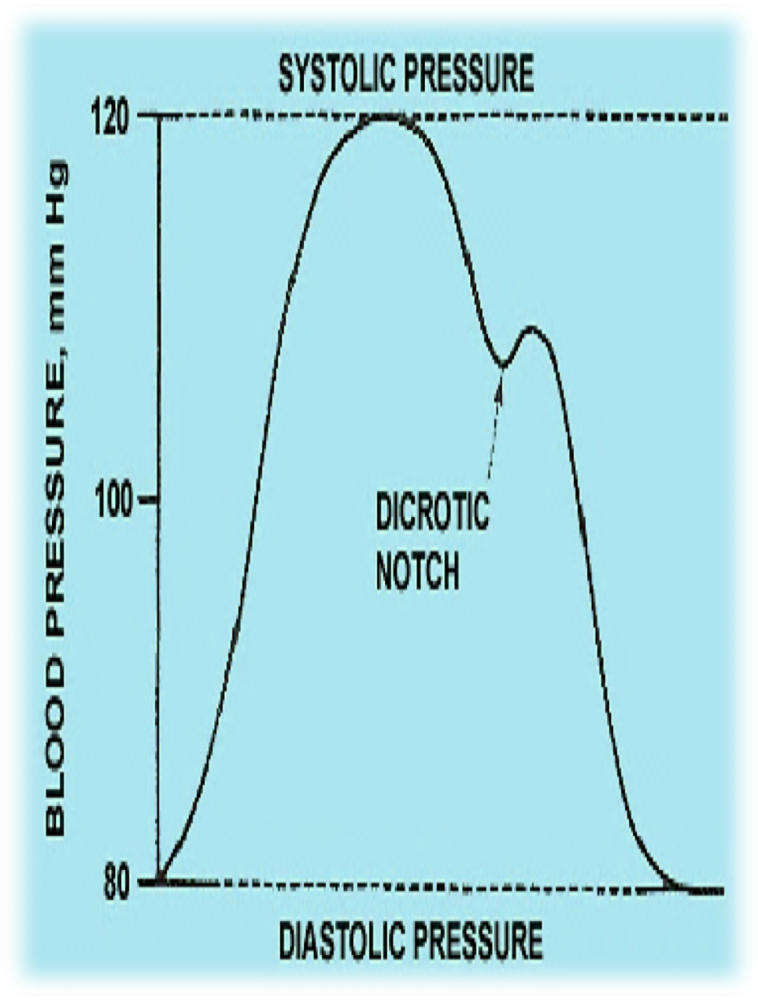 SYSTOLIC PRESSURE
120
BLOOD PRESSURE, mm Hg
100
DICROTIC
NOTCH
80
DIASTOLIC PRESSURE